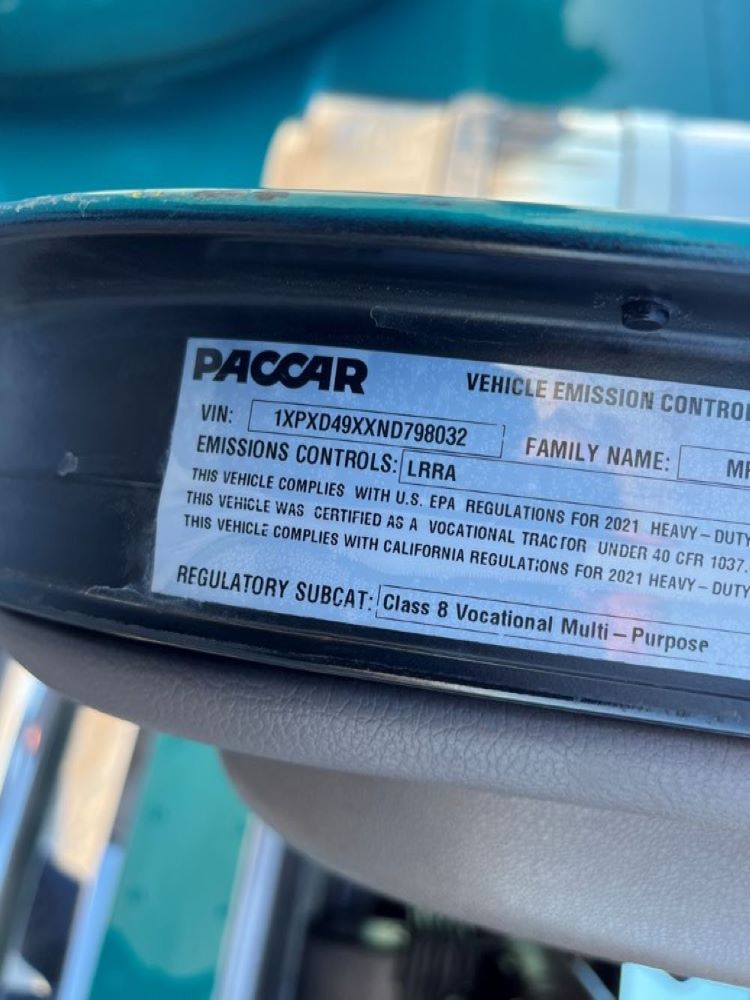 PACCAR
VEHICLE EMISSION CONTROL
VIN: 1XPXD49XXND798032 FAMILY NAME:
EMISSIONS CONTROLS: LRRA
THIS VEHICLE COMPLIES WITH U.S. EPA REGULATIONS FOR 2021 HEAVY-DUTY
THIS VEHICLE WAS CERTIFIED AS A VOCATIONAL TRACTOR UNDER 40 CFR 1037.
THIS VEHICLE COMPLIES WITH CALIFORNIA REGULATIONS FOR 2021 HEAVY-DUTY
REGULATORY SUBCAT: Class 8 Vocational Multi-Purpose